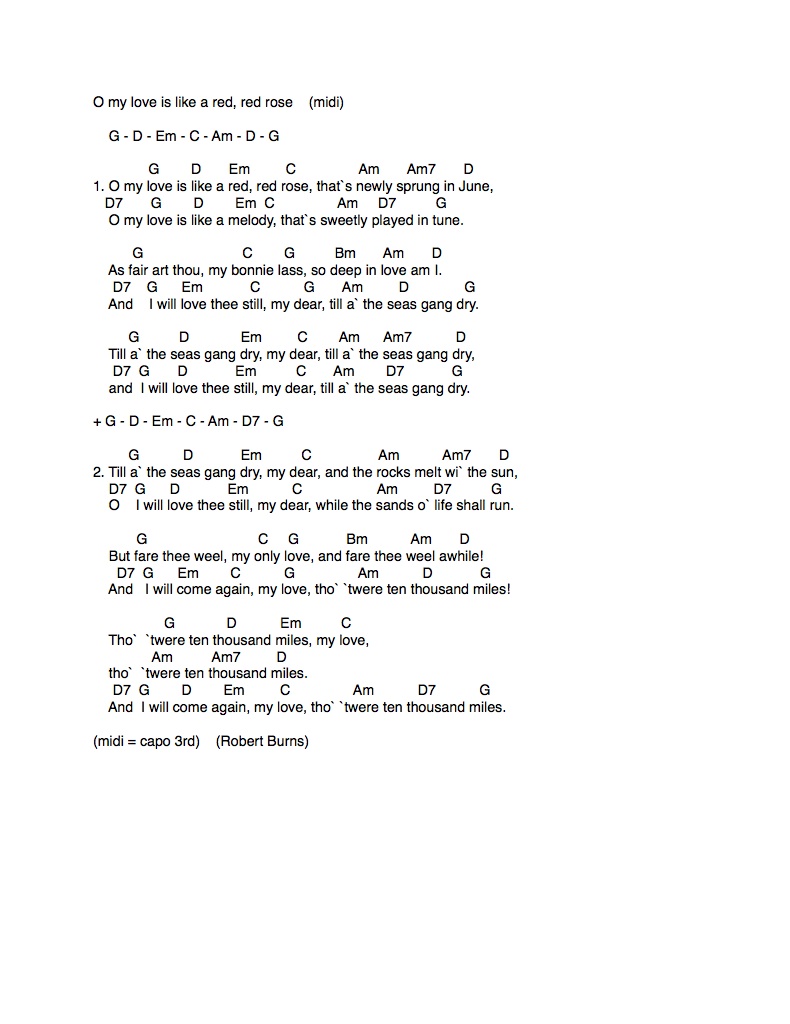 O my love is like a red, red rose    (midi)
G - D - Em - C - Am - D - G
G D Em C Am Am7 D
1. O my love is like a red, red rose, that`s newly sprung in June,
D7 G D Em C Am D7 G
O my love is like a melody, that`s sweetly played in tune.
G C G Bm Am D
As fair art thou, my bonnie lass, so deep in love am I.
D7 G Em C G Am D G
And    I will love thee still, my dear, till a` the seas gang dry.
G D Em C Am Am7 D
Till a` the seas gang dry, my dear, till a` the seas gang dry,
D7 G D Em C Am D7 G
and  I will love thee still, my dear, till a` the seas gang dry.
+ G - D - Em - C - Am - D7 - G
G D Em C Am Am7 D
2. Till a` the seas gang dry, my dear, and the rocks melt wi` the sun,
D7 G D Em C Am D7 G
O    I will love thee still, my dear, while the sands o` life shall run.
G C G Bm Am D
But fare thee weel, my only love, and fare thee weel awhile!
D7 G Em C G Am D G
And   I will come again, my love, tho` `twere ten thousand miles!
G D Em C
Tho`  `twere ten thousand miles, my love,
Am Am7 D
tho`  `twere ten thousand miles.
D7 G D Em C Am D7 G
And  I will come again, my love, tho` `twere ten thousand miles.
(midi = capo 3rd)    (Robert Burns)